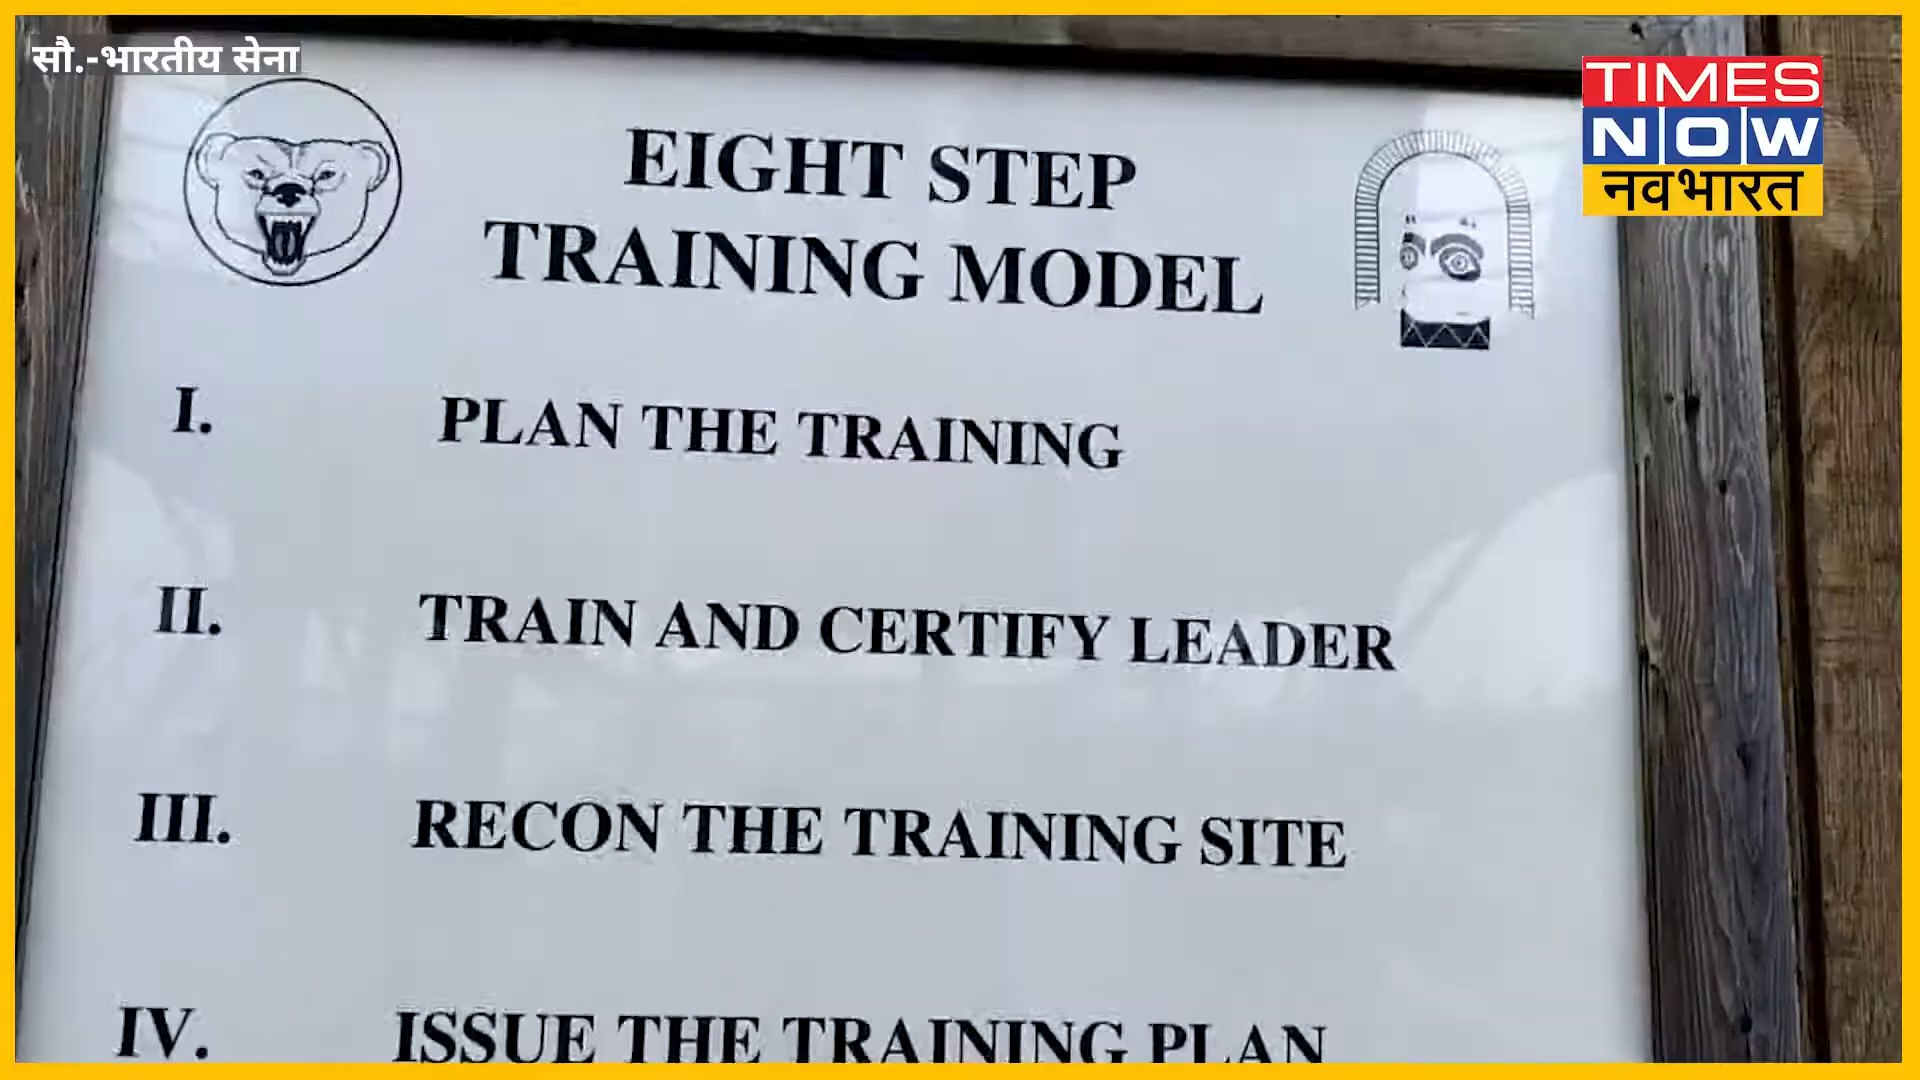 सौ.-भारतीय सेना
TIMES
NOW
नवभारत
EIGHT STEP
TRAINING MODEL
I. PLAN THE TRAINING
II. TRAIN AND CERTIFY LEADER
III. RECON THE TRAINING SITE
IV. ISSUE THE TRAINING PLAN